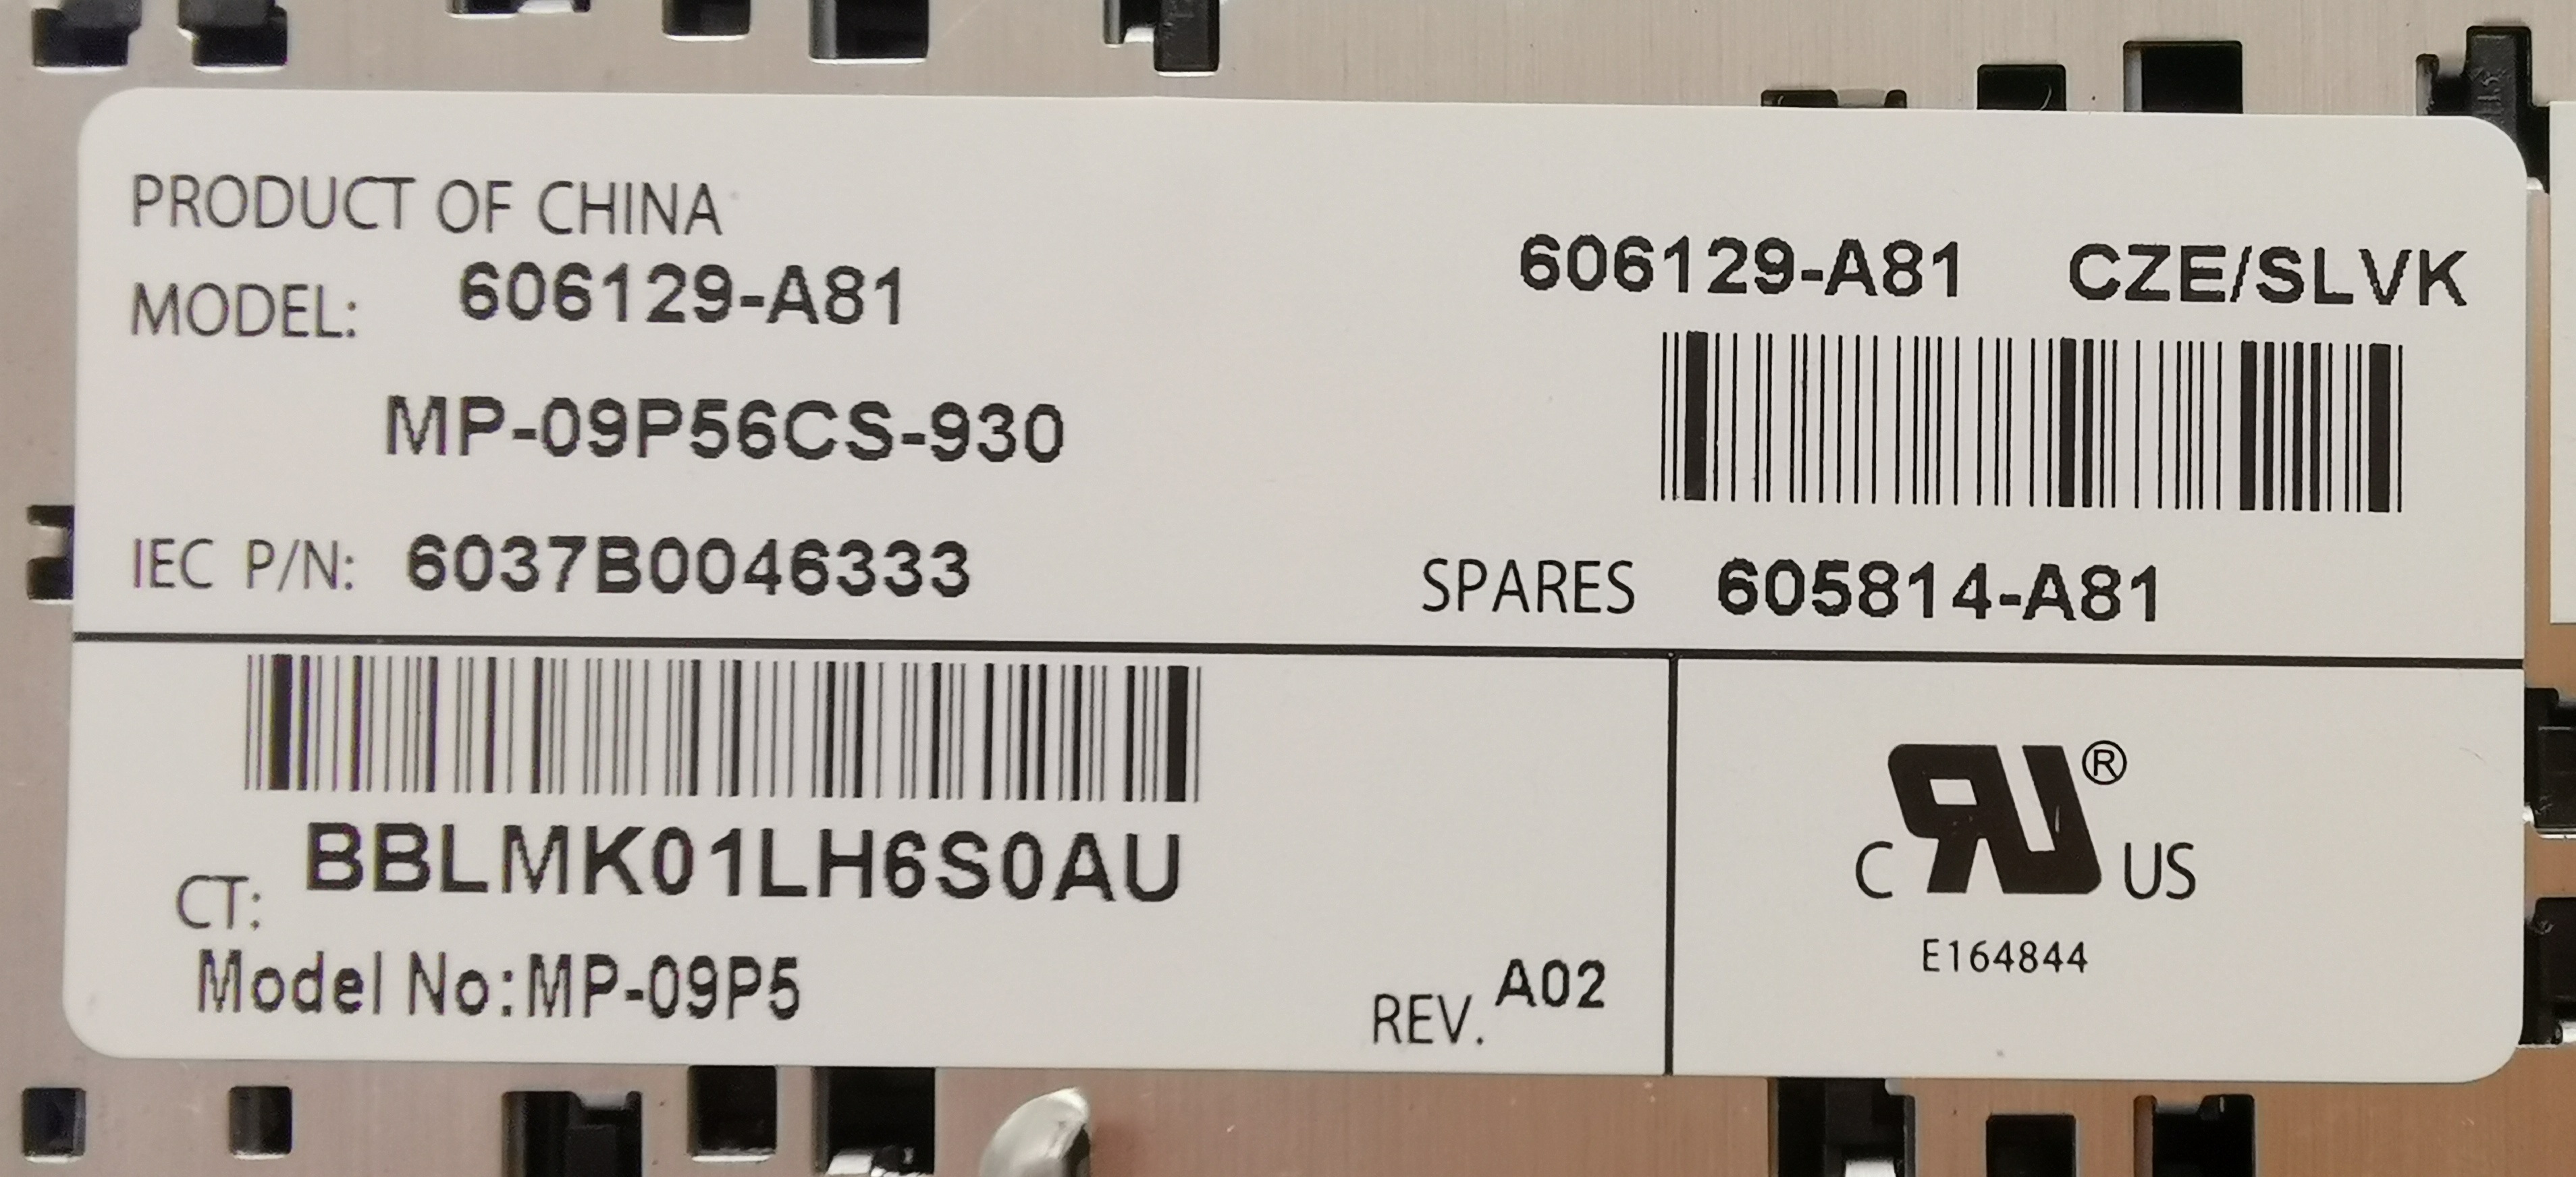 PRODUCT OF CHINA
MODEL: 606129-A81
MP-09P56CS-930
IEC P/N: 6037B0046333
606129-A81 CZE/SLVK
SPARES 605814-A81
CT: BBLMK01LH6S0AU
Model No:MP-09P5
REV. A02
C RU® US
E164844